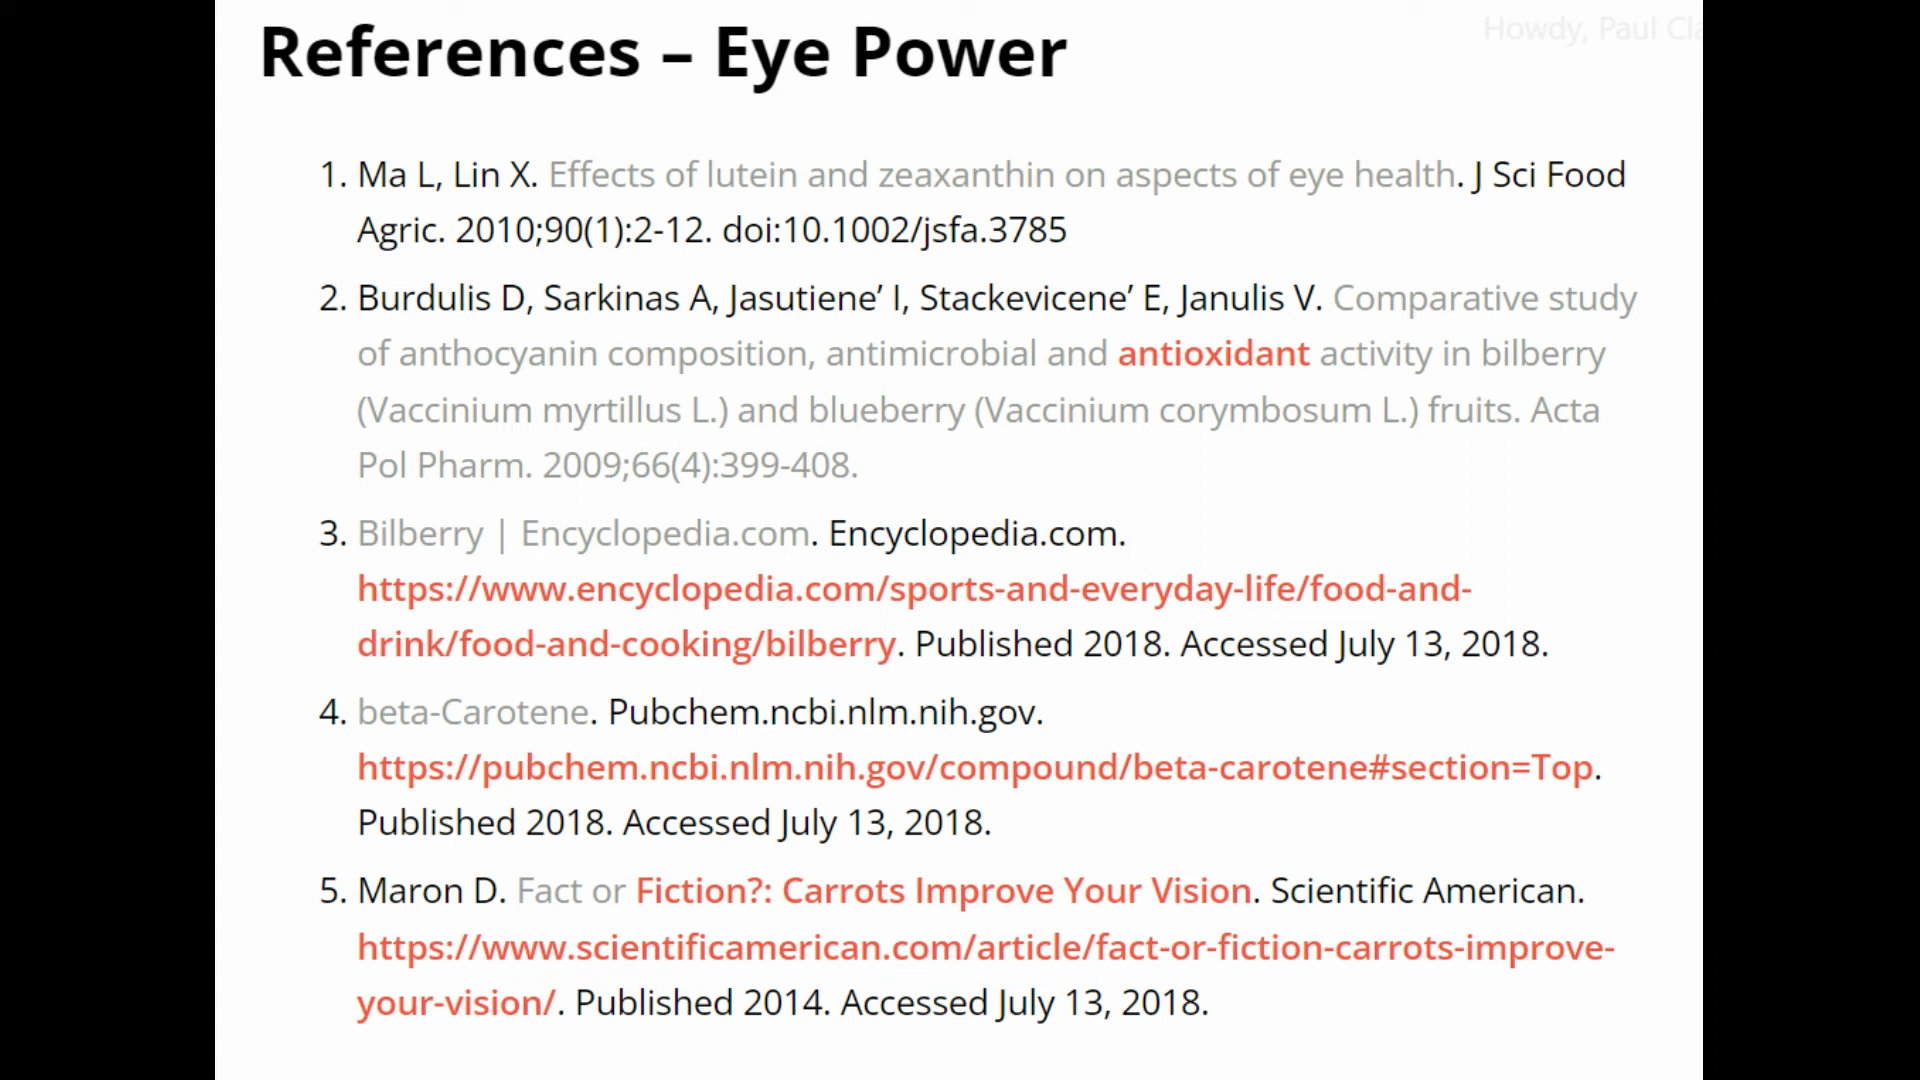 Howdy, Paul
References – Eye Power
1. Ma L, Lin X. Effects of lutein and zeaxanthin on aspects of eye health. J Sci Food
Agric. 2010;90(1):2-12. doi:10.1002/jsfa.3785
2. Burdulis D, Sarkinas A, Jasutiene’ I, Stackevicene’ E, Janulis V. Comparative study
of anthocyanin composition, antimicrobial and antioxidant activity in bilberry
(Vaccinium myrtillus L.) and blueberry (Vaccinium corymbosum L.) fruits. Acta
Pol Pharm. 2009;66(4):399-408.
3. Bilberry | Encyclopedia.com. Encyclopedia.com.
https://www.encyclopedia.com/sports-and-everyday-life/food-and-
drink/food-and-cooking/bilberry. Published 2018. Accessed July 13, 2018.
4. beta-Carotene. Pubchem.ncbi.nlm.nih.gov.
https://pubchem.ncbi.nlm.nih.gov/compound/beta-carotene#section=Top.
Published 2018. Accessed July 13, 2018.
5. Maron D. Fact or Fiction?: Carrots Improve Your Vision. Scientific American.
https://www.scientificamerican.com/article/fact-or-fiction-carrots-improve-
your-vision/. Published 2014. Accessed July 13, 2018.